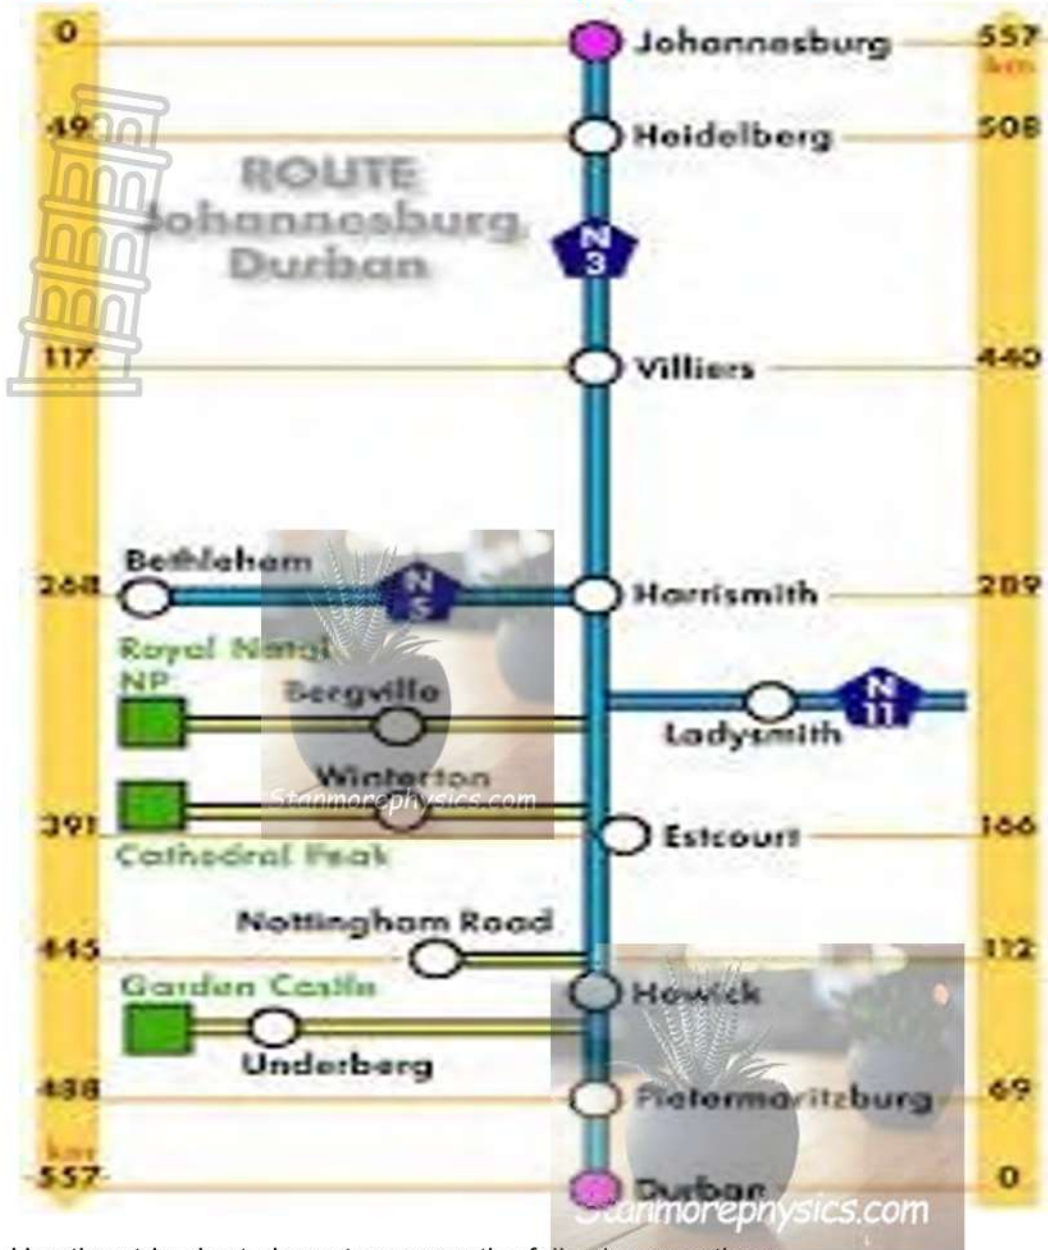 0 Johannesburg 557
km
49 Heidelberg 508
ROUTE
Johannesburg
Durban
N
3
117 Villiers 440
Bethlehem
N
5
268 Harrismith 289
Royal Natal
NP
Bergville
N
11
Ladysmith
Winterton
Stanmorephysics.com
391 Estcourt 166
Cathedral Peak
Nottingham Road
445 112
Garden Castle
Howick
Underberg
488 Pietermaritzburg 69
km
557 Durban 0
Stanmorephysics.com